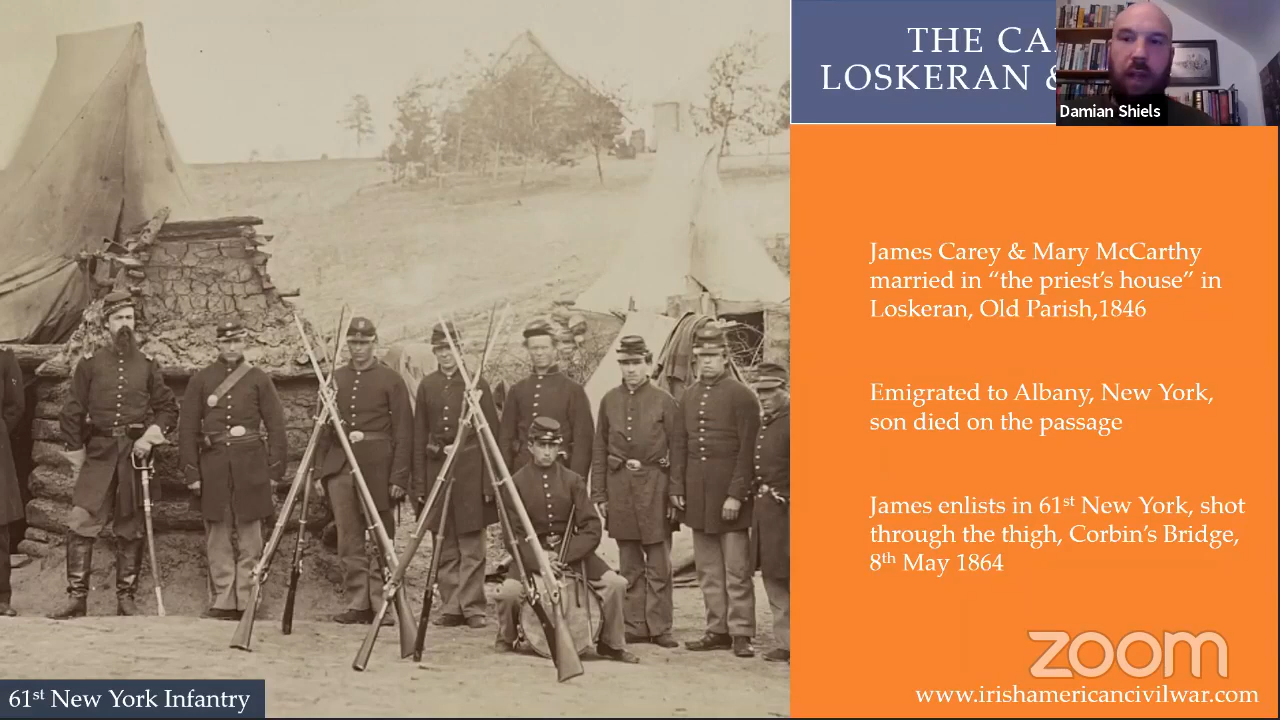 THE
LOSKERAN &
Damian Shiels
James Carey & Mary McCarthy
married in “the priest’s house” in
Loskeran, Old Parish,1846
Emigrated to Albany, New York,
son died on the passage
James enlists in 61st New York, shot
through the thigh, Corbin’s Bridge,
8th May 1864
zoom
www.irishamericancivilwar.com
61st New York Infantry